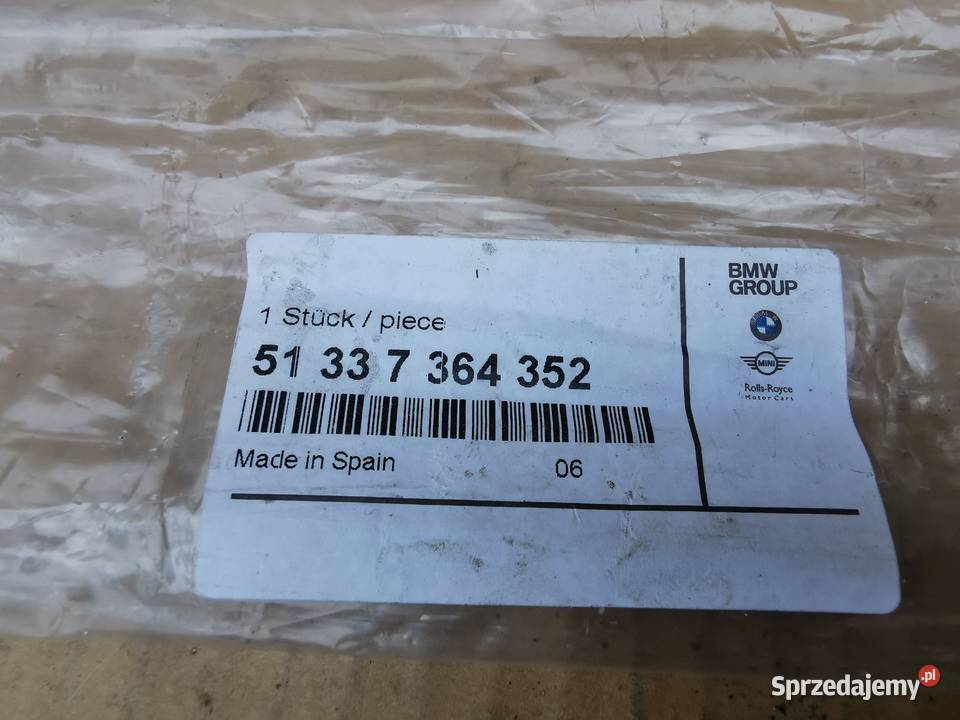 1 Stück / piece
51 33 7 364 352
Made in Spain 06
BMW
GROUP
MINI
Rolls-Royce
Motor Cars
Sprzedajemy.pl